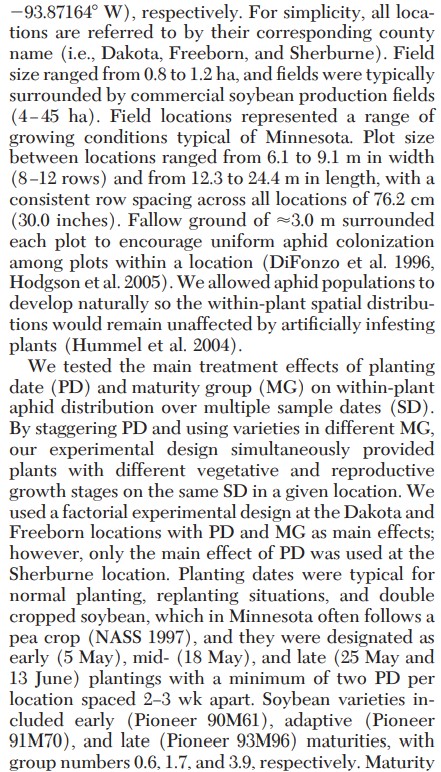 −93.87164° W), respectively. For simplicity, all loca-
tions are referred to by their corresponding county
name (i.e., Dakota, Freeborn, and Sherburne). Field
size ranged from 0.8 to 1.2 ha, and fields were typically
surrounded by commercial soybean production fields
(4–45 ha). Field locations represented a range of
growing conditions typical of Minnesota. Plot size
between locations ranged from 6.1 to 9.1 m in width
(8–12 rows) and from 12.3 to 24.4 m in length, with a
consistent row spacing across all locations of 76.2 cm
(30.0 inches). Fallow ground of ≈3.0 m surrounded
each plot to encourage uniform aphid colonization
among plots within a location (DiFonzo et al. 1996,
Hodgson et al. 2005). We allowed aphid populations to
develop naturally so the within-plant spatial distribu-
tions would remain unaffected by artificially infesting
plants (Hummel et al. 2004).
We tested the main treatment effects of planting
date (PD) and maturity group (MG) on within-plant
aphid distribution over multiple sample dates (SD).
By staggering PD and using varieties in different MG,
our experimental design simultaneously provided
plants with different vegetative and reproductive
growth stages on the same SD in a given location. We
used a factorial experimental design at the Dakota and
Freeborn locations with PD and MG as main effects;
however, only the main effect of PD was used at the
Sherburne location. Planting dates were typical for
normal planting, replanting situations, and double
cropped soybean, which in Minnesota often follows a
pea crop (NASS 1997), and they were designated as
early (5 May), mid- (18 May), and late (25 May and
13 June) plantings with a minimum of two PD per
location spaced 2–3 wk apart. Soybean varieties in-
cluded early (Pioneer 90M61), adaptive (Pioneer
91M70), and late (Pioneer 93M96) maturities, with
group numbers 0.6, 1.7, and 3.9, respectively. Maturity